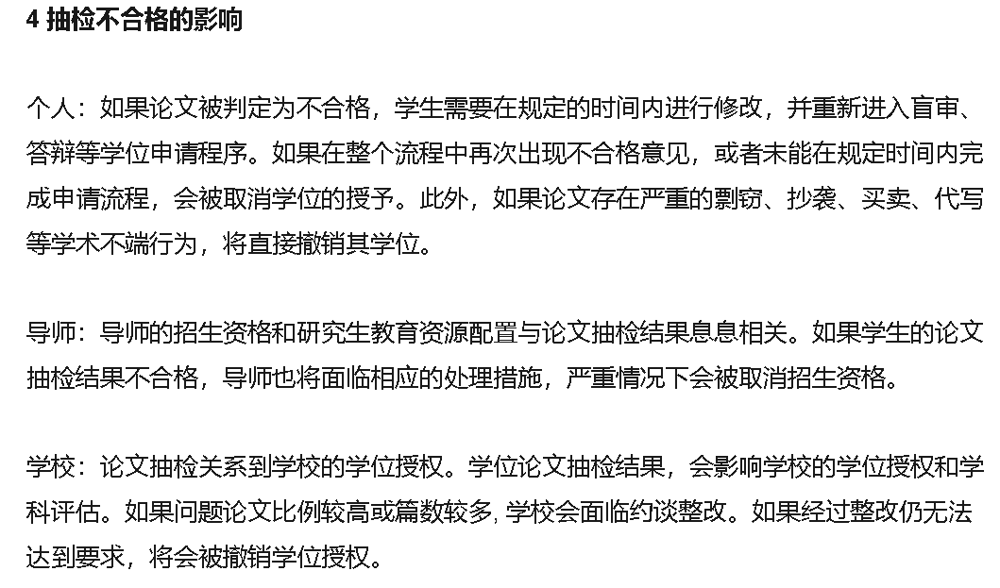 4 抽检不合格的影响
个人：如果论文被判定为不合格，学生需要在规定的时间内进行修改，并重新进入盲审、
答辩等学位申请程序。如果在整个流程中再次出现不合格意见，或者未能在规定时间内完
成申请流程，会被取消学位的授予。此外，如果论文存在严重的剽窃、抄袭、买卖、代写
等学术不端行为，将直接撤销其学位。
导师：导师的招生资格和研究生教育资源配置与论文抽检结果息息相关。如果学生的论文
抽检结果不合格，导师也将面临相应的处理措施，严重情况下会被取消招生资格。
学校：论文抽检关系到学校的学位授权。学位论文抽检结果，会影响学校的学位授权和学
科评估。如果问题论文比例较高或篇数较多, 学校会面临约谈整改。如果经过整改仍无法
达到要求，将会被撤销学位授权。